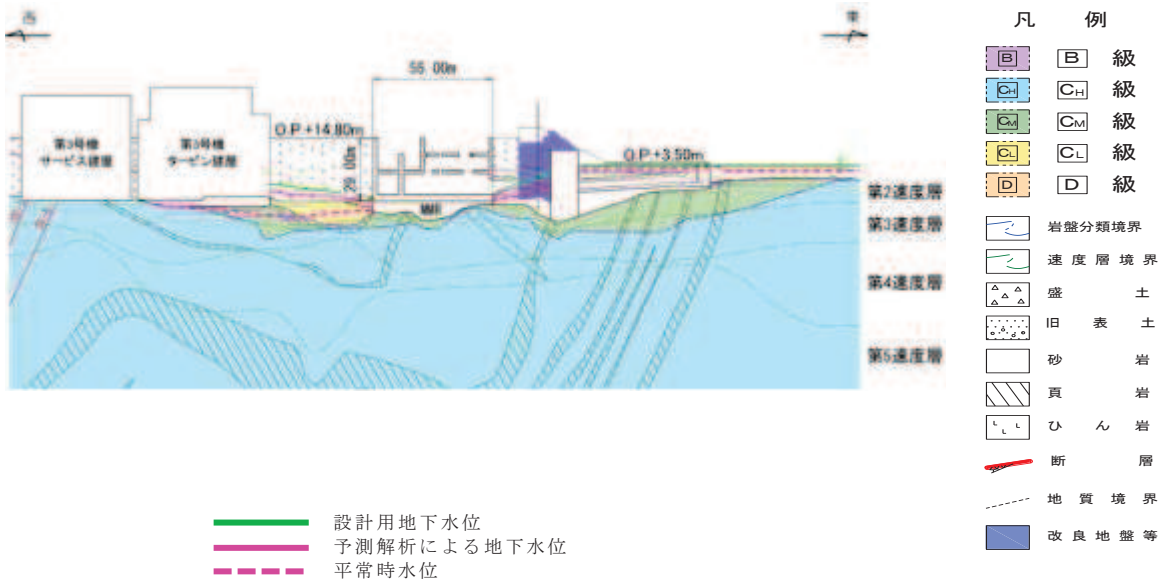 西
東
55.00m
第3号機
サービス建屋
第3号機
タービン建屋
O.P.+14.80m
29.00m
O.P.+3.50m
MMR
第2速度層
第3速度層
第4速度層
第5速度層
凡 例
B B 級
CH CH 級
CM CM 級
CL CL 級
D D 級
岩盤分類境界
速度層境界
盛土
旧表土
砂岩
頁岩
ひん岩
断層
地質境界
改良地盤等
設計用地下水位
予測解析による地下水位
平常時水位